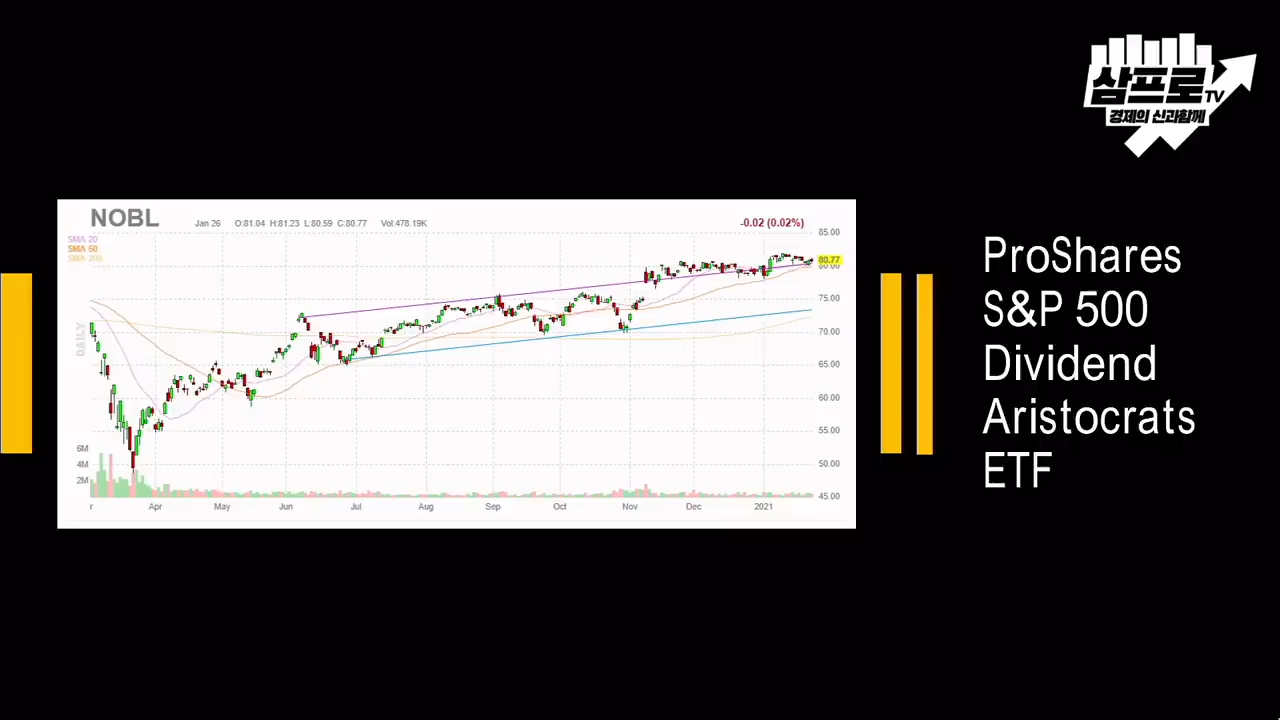 삼프로TV
경제의 신과함께
NOBL Jan 26 O:81.04 H:81.23 L:80.59 C:80.77 Vol:478.19K -0.02 (0.02%)
SMA 20
SMA 50
SMA 200
DAILY
85.00
80.77
80.00
75.00
70.00
65.00
60.00
55.00
50.00
45.00
6M
4M
2M
r Apr May Jun Jul Aug Sep Oct Nov Dec 2021
ProShares
S&P 500
Dividend
Aristocrats
ETF